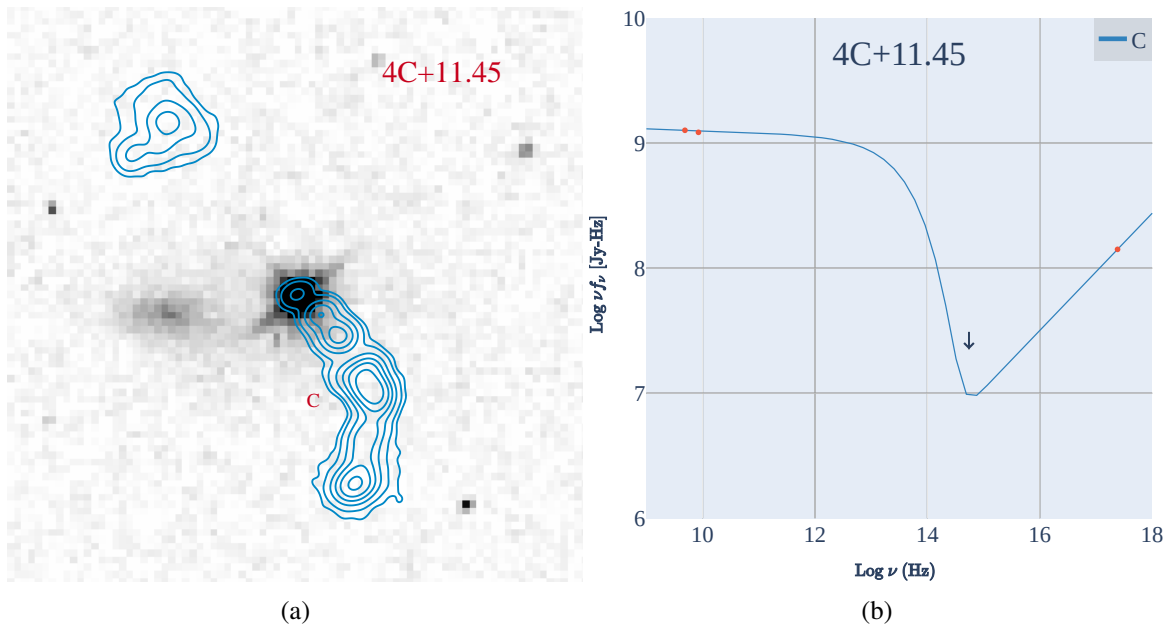 4C+11.45
C
(a)
4C+11.45
C
10
9
8
7
6
Log ν f_ν [Jy-Hz]
10 12 14 16 18
Log ν (Hz)
(b)